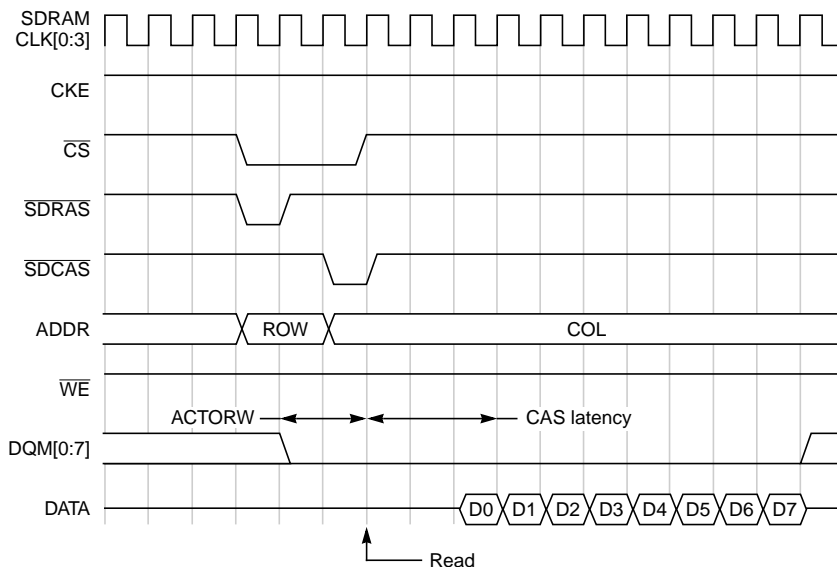 SDRAM
CLK[0:3]
CKE
CS
SDRAS
SDCAS
ADDR ROW COL
WE
ACTORW CAS latency
DQM[0:7]
DATA D0 D1 D2 D3 D4 D5 D6 D7
Read